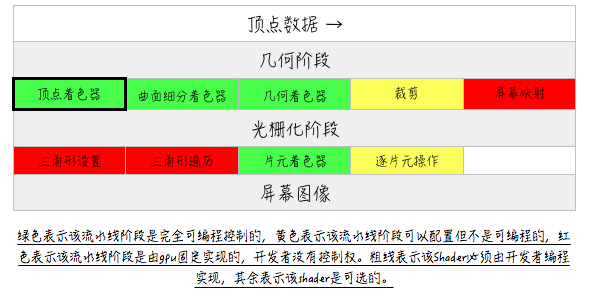 顶点数据 →
几何阶段
顶点着色器 曲面细分着色器 几何着色器 裁剪 屏幕映射
光栅化阶段
三角形设置 三角形遍历 片元着色器 逐片元操作
屏幕图像
绿色表示该流水线阶段是完全可编程控制的，黄色表示该流水线阶段可以配置但不是可编程的，红
色表示该流水线阶段是由gpu固定实现的，开发者没有控制权。粗线表示该Shader必须由开发者编程
实现，其余表示该shader是可选的。